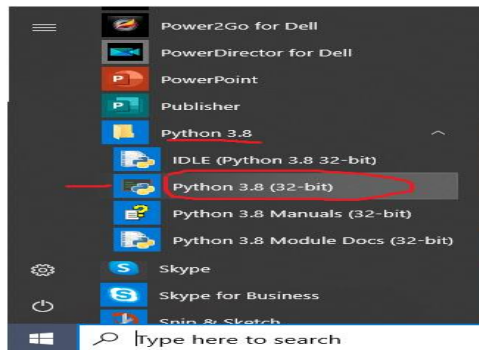 Power2Go for Dell
PowerDirector for Dell
PowerPoint
Publisher
Python 3.8
IDLE (Python 3.8 32-bit)
Python 3.8 (32-bit)
Python 3.8 Manuals (32-bit)
Python 3.8 Module Docs (32-bit)
Skype
Skype for Business
Snip & Sketch
Type here to search